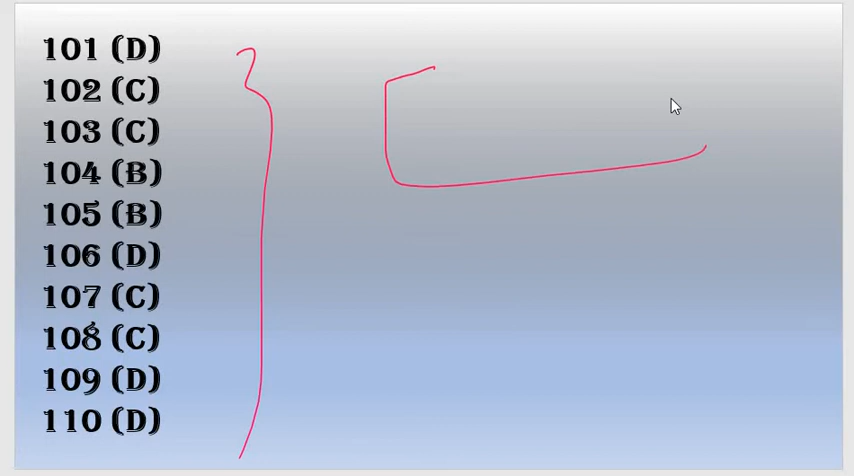 101 (D)
102 (C)
103 (C)
104 (B)
105 (B)
106 (D)
107 (C)
108 (C)
109 (D)
110 (D)